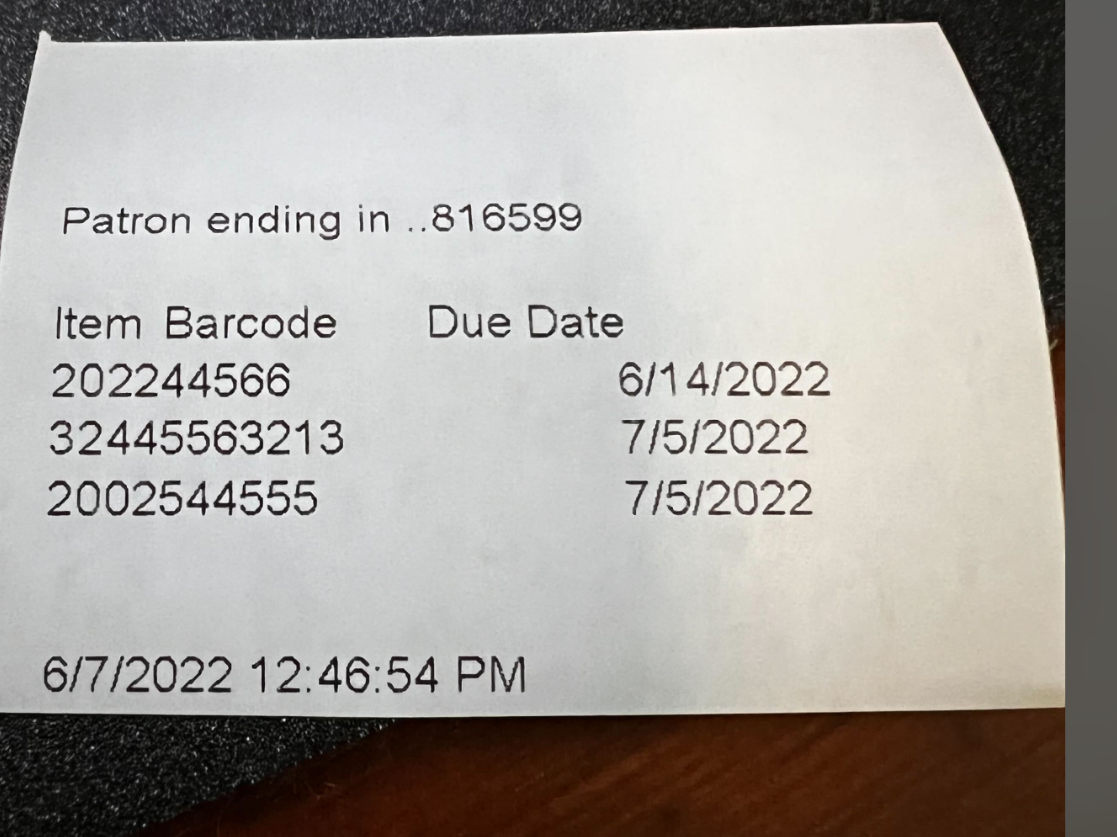 Patron ending in ..816599
Item Barcode Due Date
202244566 6/14/2022
32445563213 7/5/2022
2002544555 7/5/2022
6/7/2022 12:46:54 PM